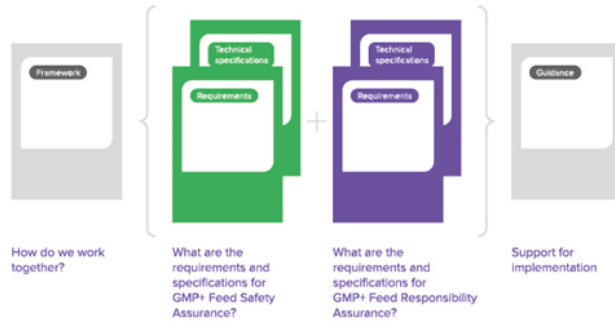 Framework
Technical
specifications
Requirements
+
Technical
specifications
Requirements
Guidance
How do we work
together?
What are the
requirements and
specifications for
GMP+ Feed Safety
Assurance?
What are the
requirements and
specifications for
GMP+ Feed Responsibility
Assurance?
Support for
implementation